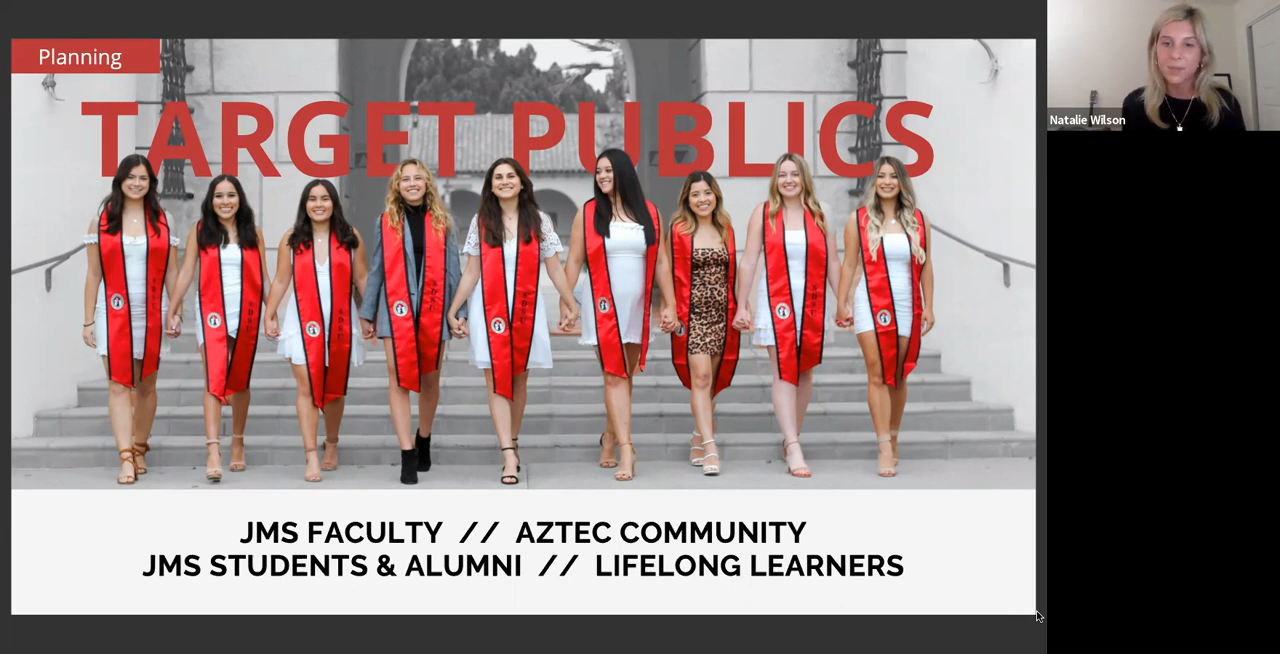 Planning
TARGET PUBLICS
Natalie Wilson
JMS FACULTY // AZTEC COMMUNITY
JMS STUDENTS & ALUMNI // LIFELONG LEARNERS